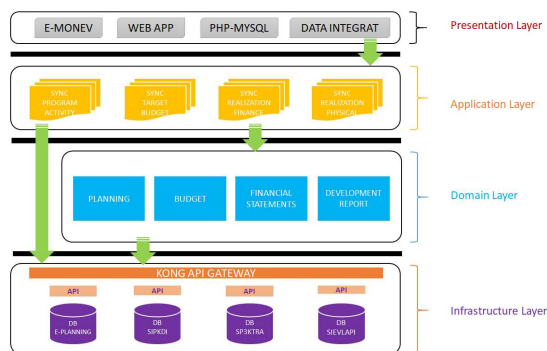 E-MONEV
WEB APP
PHP-MYSQL
DATA INTEGRAT
Presentation Layer
SYNC
PROGRAM
ACTIVITY
SYNC
TARGET
BUDGET
SYNC
REALIZATION
FINANCE
SYNC
REALIZATION
PHYSICAL
Application Layer
PLANNING
BUDGET
FINANCIAL
STATEMENTS
DEVELOPMENT
REPORT
Domain Layer
KONG API GATEWAY
API
API
API
API
DB
E-PLANNING
DB
SIPKDI
DB
SP3KTRA
DB
SIEVLAPI
Infrastructure Layer